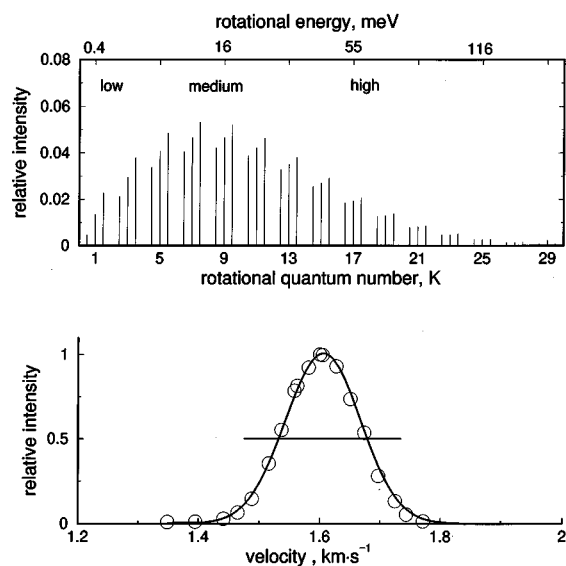 rotational energy, meV
0.4 16 55 116
0.08
low medium high
0.06
0.04
0.02
0
relative intensity
1 5 9 13 17 21 25 29
rotational quantum number, K
1
0.5
0
relative intensity
1.2 1.4 1.6 1.8 2
velocity , km·s⁻¹